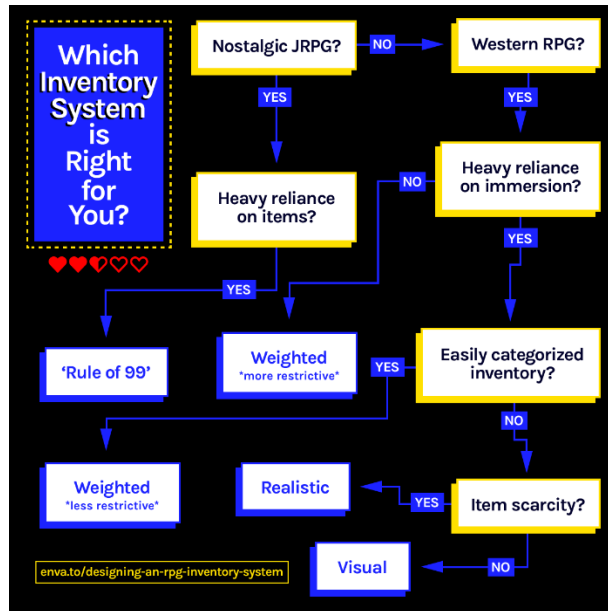 Which
Inventory
System
is
Right
for
You?
Nostalgic JRPG?
NO
Western RPG?
YES
YES
Heavy reliance
on items?
NO
Heavy reliance
on immersion?
YES
YES
'Rule of 99'
Weighted
*more restrictive*
YES
Easily categorized
inventory?
NO
Weighted
*less restrictive*
Realistic
YES
Item scarcity?
enva.to/designing-an-rpg-inventory-system
Visual
NO